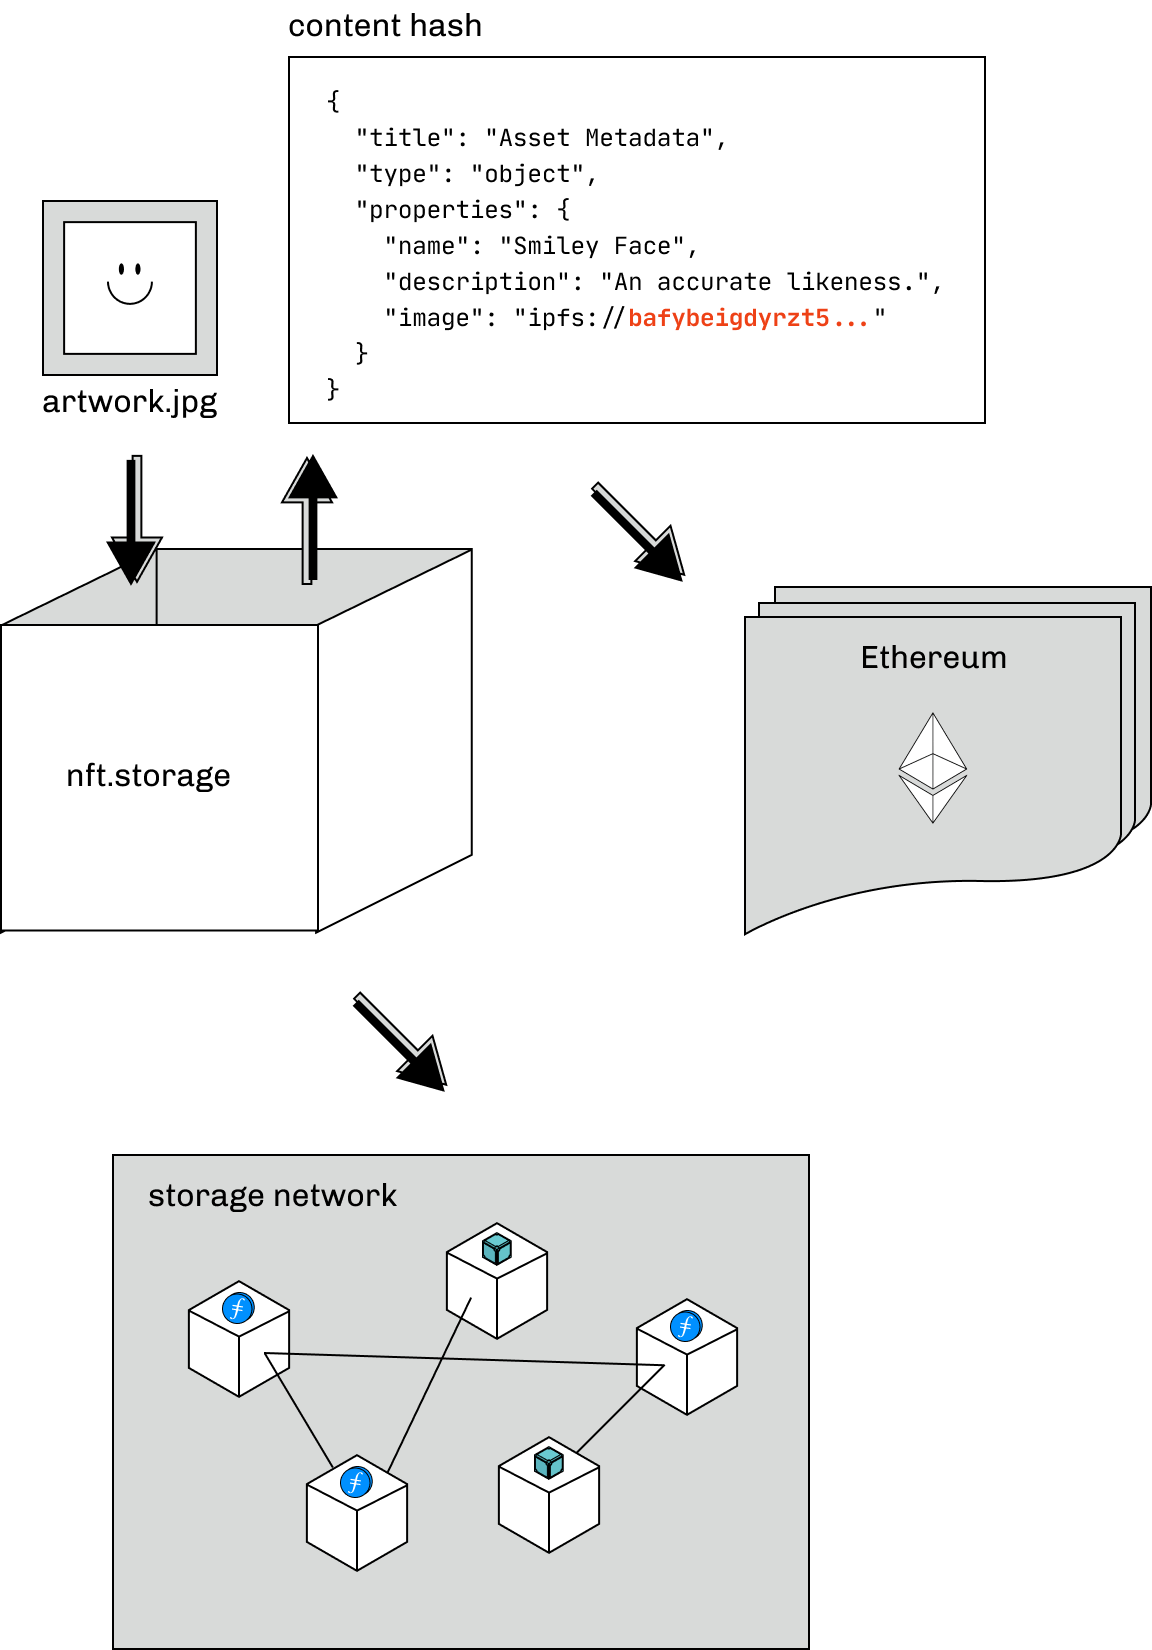 content hash
{
"title": "Asset Metadata",
"type": "object",
"properties": {
"name": "Smiley Face",
"description": "An accurate likeness.",
"image": "ipfs://bafybeigdyrzt5..."
}
}
artwork.jpg
nft.storage
Ethereum
storage network